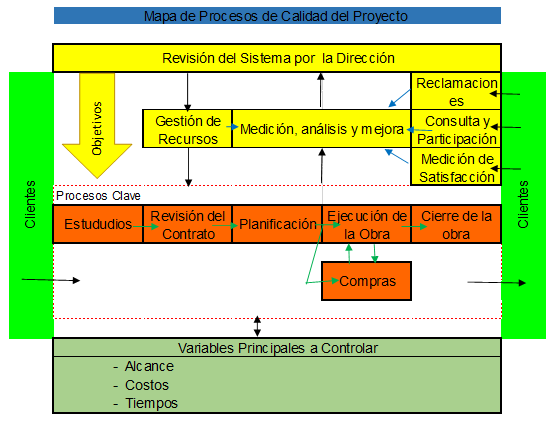 Mapa de Procesos de Calidad del Proyecto
Revisión del Sistema por la Dirección
Objetivos
Clientes
Clientes
Reclamacion
es
Gestión de
Recursos
Medición, análisis y mejora
Consulta y
Participación
Medición de
Satisfacción
Procesos Clave
Estududios
Revisión del
Contrato
Planificación
Ejecución de
la Obra
Cierre de la
obra
Compras
Variables Principales a Controlar
- Alcance
- Costos
- Tiempos